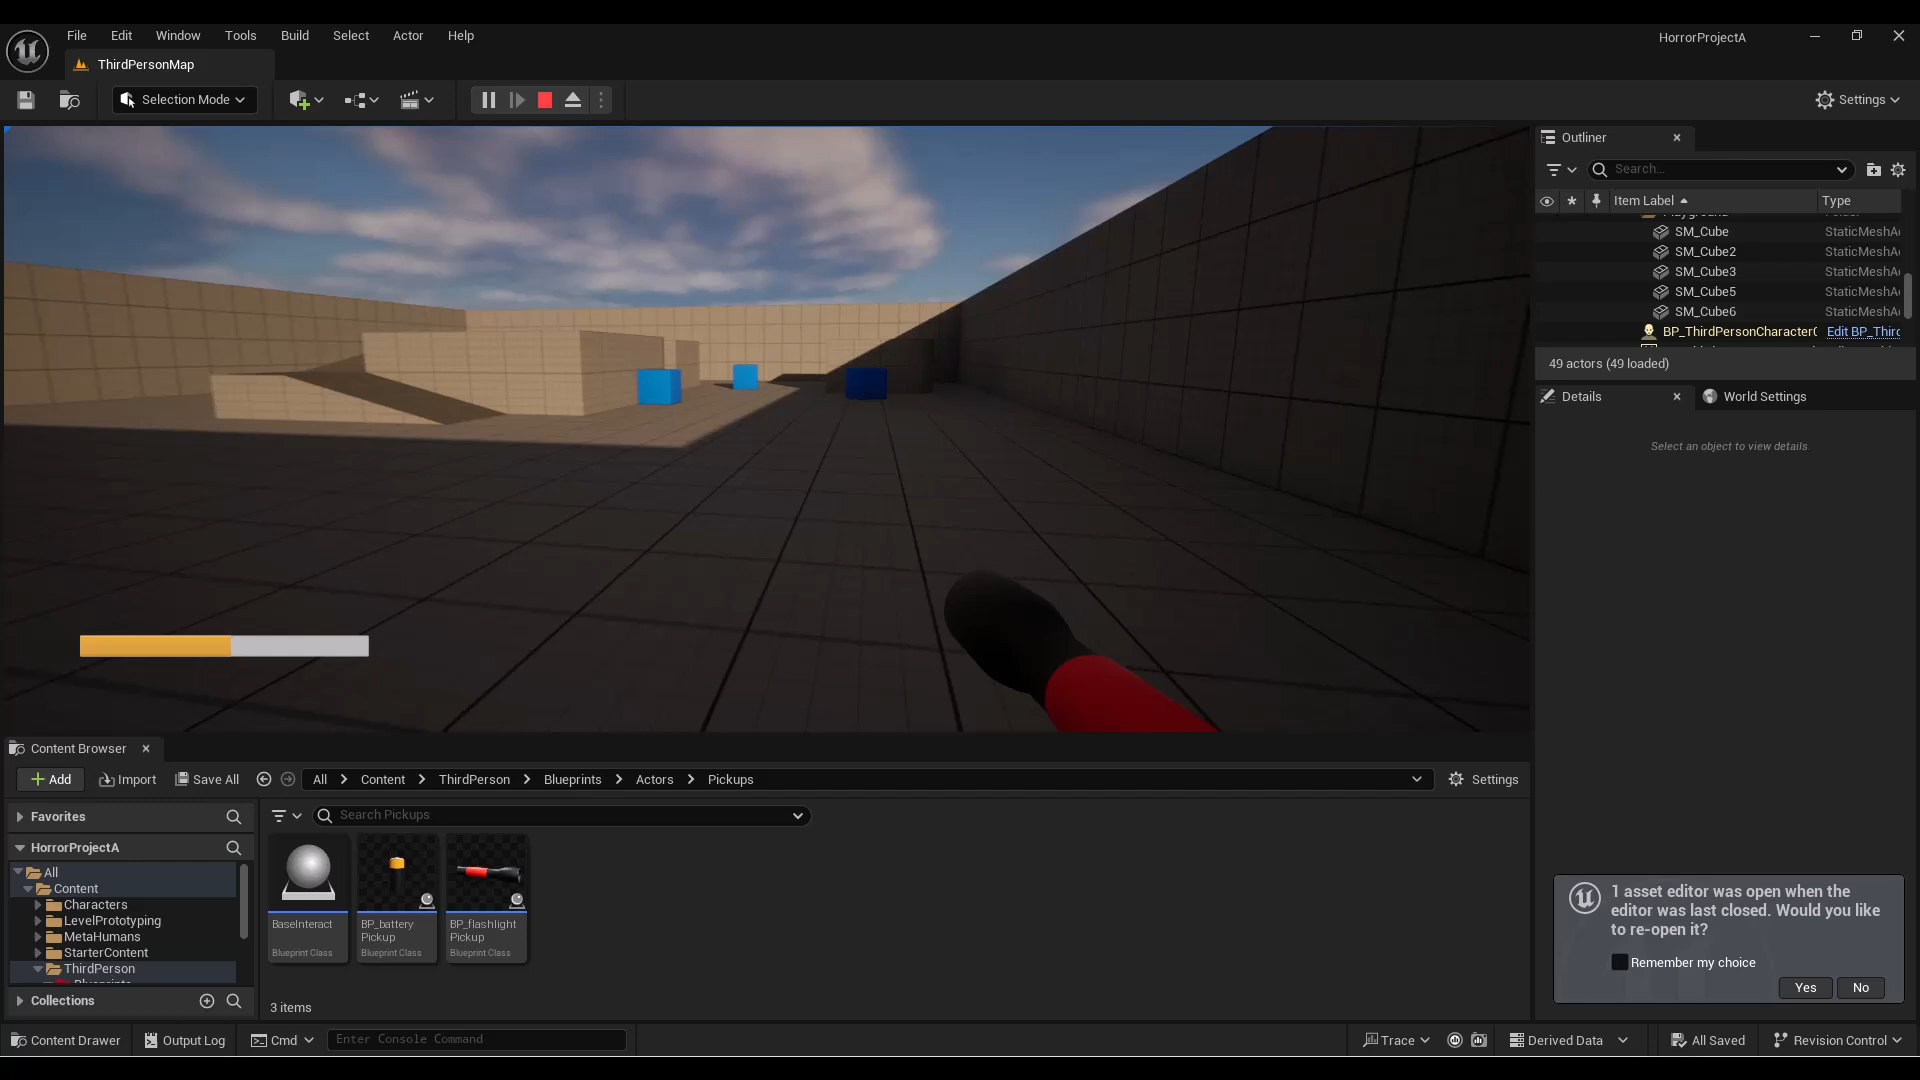 File Edit Window Tools Build Select Actor Help
HorrorProjectA
ThirdPersonMap
Selection Mode
Settings
Outliner
Search...
Item Label Type
SM_Cube StaticMeshA
SM_Cube2 StaticMeshA
SM_Cube3 StaticMeshA
SM_Cube5 StaticMeshA
SM_Cube6 StaticMeshA
BP_ThirdPersonCharacter Edit BP_Thir
49 actors (49 loaded)
Details World Settings
Select an object to view details.
Content Browser
Add Import Save All All Content ThirdPerson Blueprints Actors Pickups Settings
Favorites
Search Pickups
HorrorProjectA
All
Content
Characters
LevelPrototyping
MetaHumans
StarterContent
ThirdPerson
Collections
BaseInteract
Blueprint Class
BP_battery
Pickup
Blueprint Class
BP_flashlight
Pickup
Blueprint Class
3 items
1 asset editor was open when the
editor was last closed. Would you like
to re-open it?
Remember my choice
Yes No
Content Drawer Output Log Cmd Enter Console Command Trace Derived Data All Saved Revision Control